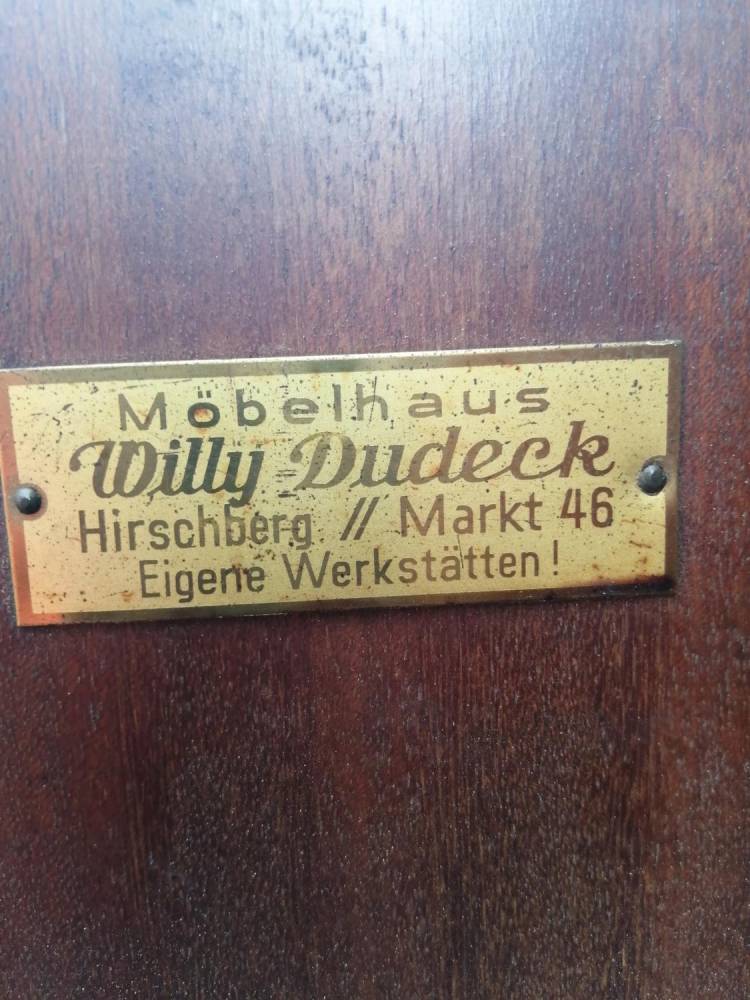 Möbelhaus
Willy Dudeck
Hirschberg // Markt 46
Eigene Werkstätten!